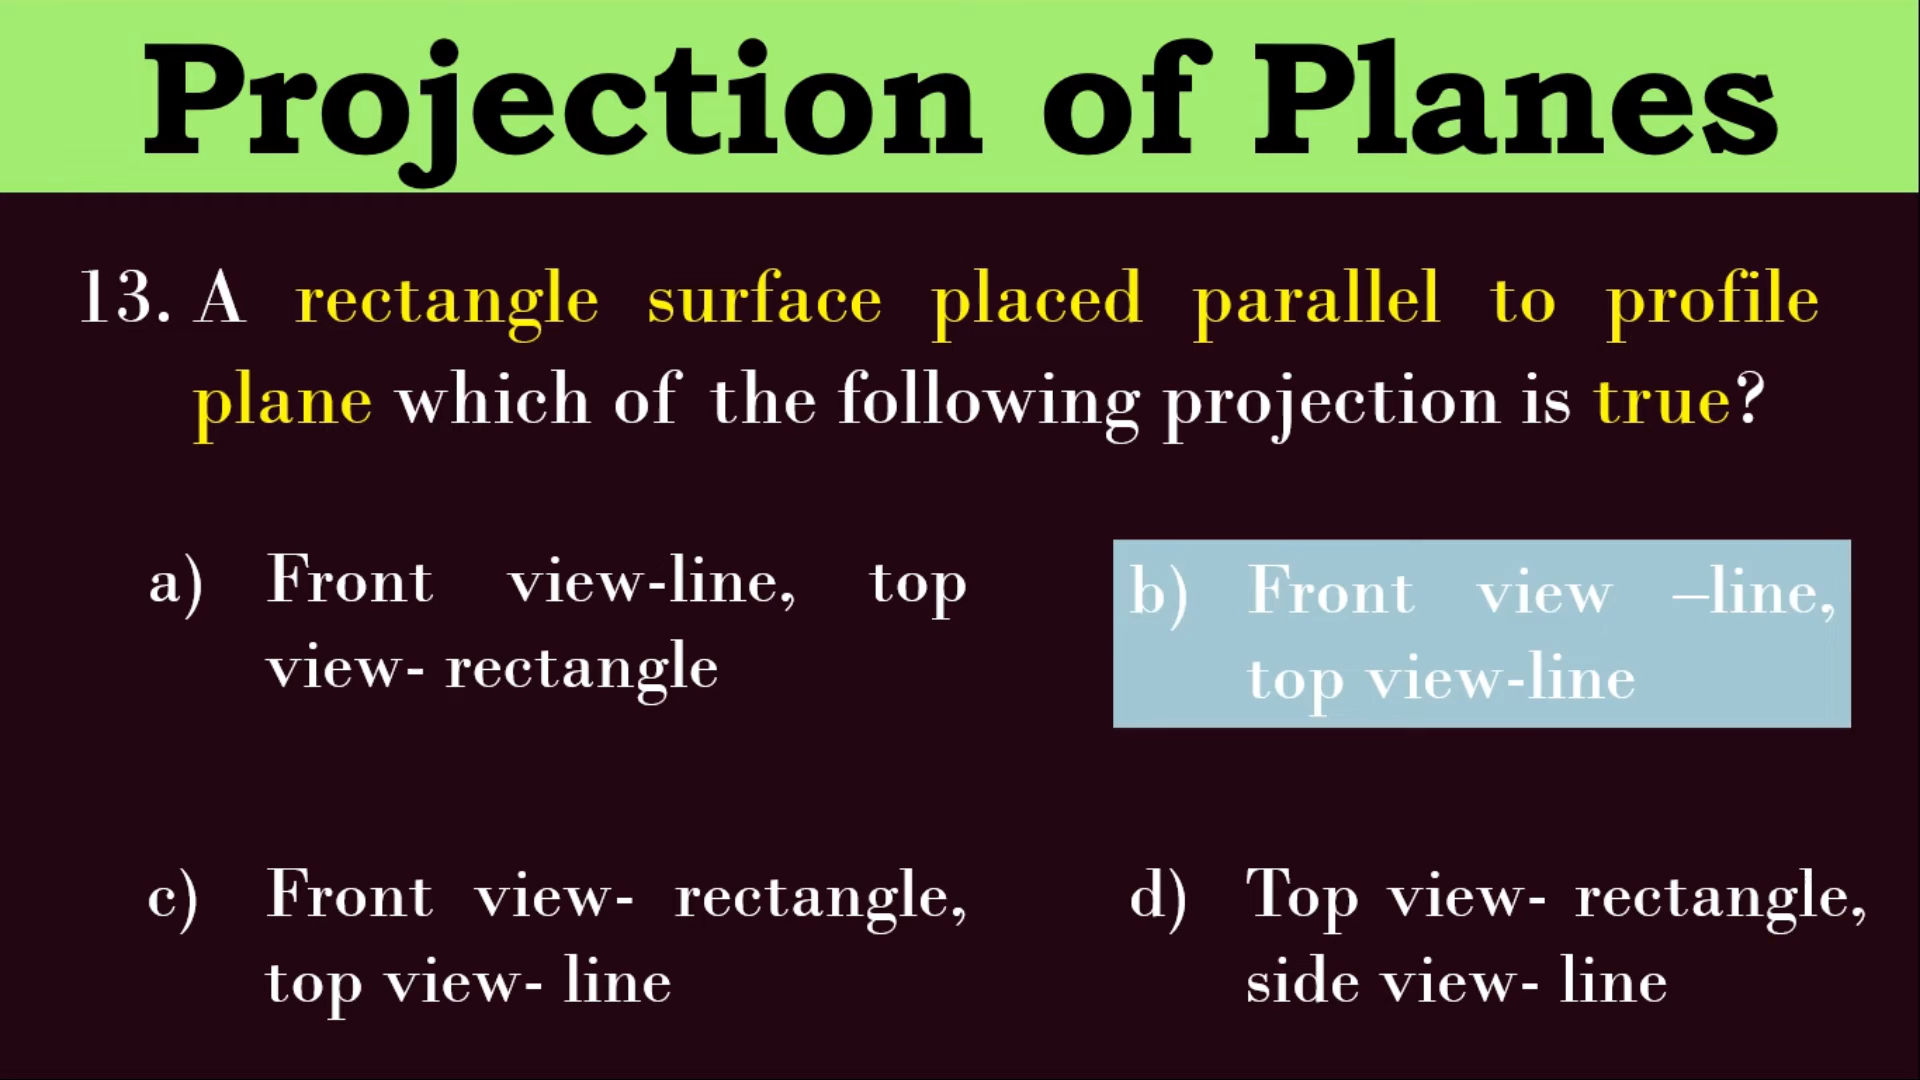 Projection of Planes
13. A rectangle surface placed parallel to profile
plane which of the following projection is true?
a) Front view-line, top
view- rectangle
b) Front view –line,
top view-line
c) Front view- rectangle,
top view- line
d) Top view- rectangle,
side view- line